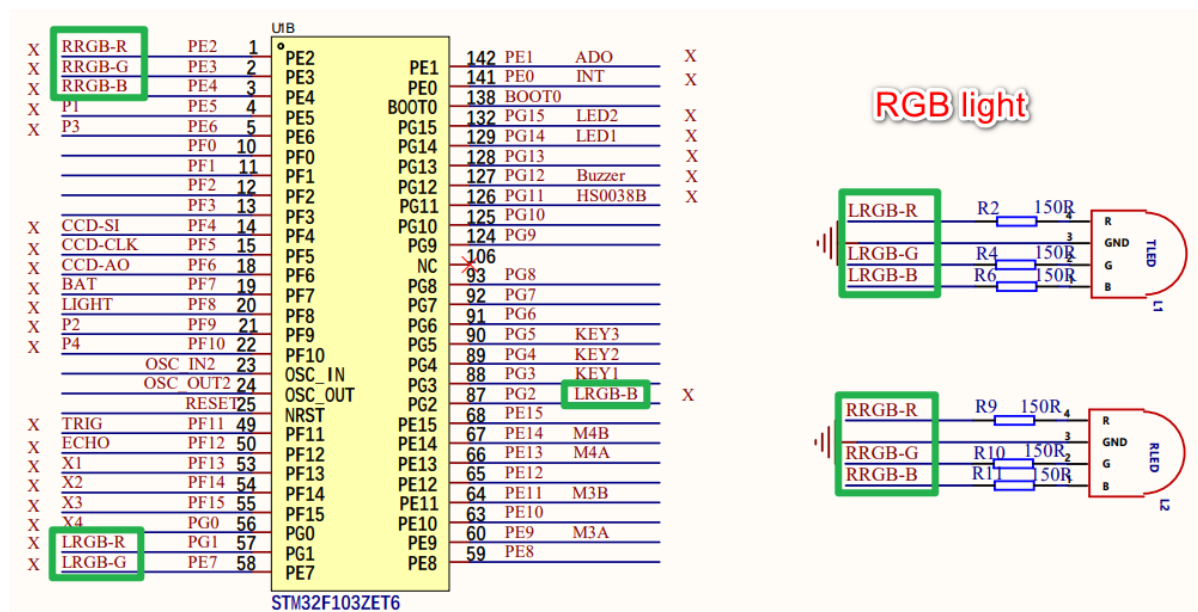 U1B
X RRGB-R PE2 1 PE2
X RRGB-G PE3 2 PE3
X RRGB-B PE4 3 PE4
X P1 PE5 4 PE5
X P3 PE6 5 PE6
PF0 10 PF0
PF1 11 PF1
PF2 12 PF2
PF3 13 PF3
X CCD-SI PF4 14 PF4
X CCD-CLK PF5 15 PF5
X CCD-AO PF6 18 PF6
X BAT PF7 19 PF7
X LIGHT PF8 20 PF8
X P2 PF9 21 PF9
X P4 PF10 22 PF10
OSC_IN2 23 OSC_IN
OSC_OUT2 24 OSC_OUT
RESET 25 NRST
X TRIG PF11 49 PF11
X ECHO PF12 50 PF12
X X1 PF13 53 PF13
X X2 PF14 54 PF14
X X3 PF15 55 PF15
X X4 PG0 56 PG0
X LRGB-R PG1 57 PG1
X LRGB-G PE7 58 PE7
PE1 142 PE1 ADO X
PE0 141 PE0 INT X
BOOT0 138 BOOT0
PG15 132 PG15 LED2 X
PG14 129 PG14 LED1 X
PG13 128 PG13 X
PG12 127 PG12 Buzzer X
PG11 126 PG11 HS0038B X
PG10 125 PG10
PG9 124 PG9
NC 106
PG8 93 PG8
PG7 92 PG7
PG6 91 PG6
PG5 90 PG5 KEY3
PG4 89 PG4 KEY2
PG3 88 PG3 KEY1
PG2 87 PG2 LRGB-B X
PE15 68 PE15
PE14 67 PE14 M4B
PE13 66 PE13 M4A
PE12 65 PE12
PE11 64 PE11 M3B
PE10 63 PE10
PE9 60 PE9 M3A
PE8 59 PE8
STM32F103ZET6
RGB light
LRGB-R R2 150R 4 R
3 GND
LRGB-G R4 150R 2 G
LRGB-B R6 150R 1 B
TLED
L1
RRGB-R R9 150R 4 R
3 GND
RRGB-G R10 150R 2 G
RRGB-B R11 150R 1 B
RLED
L2